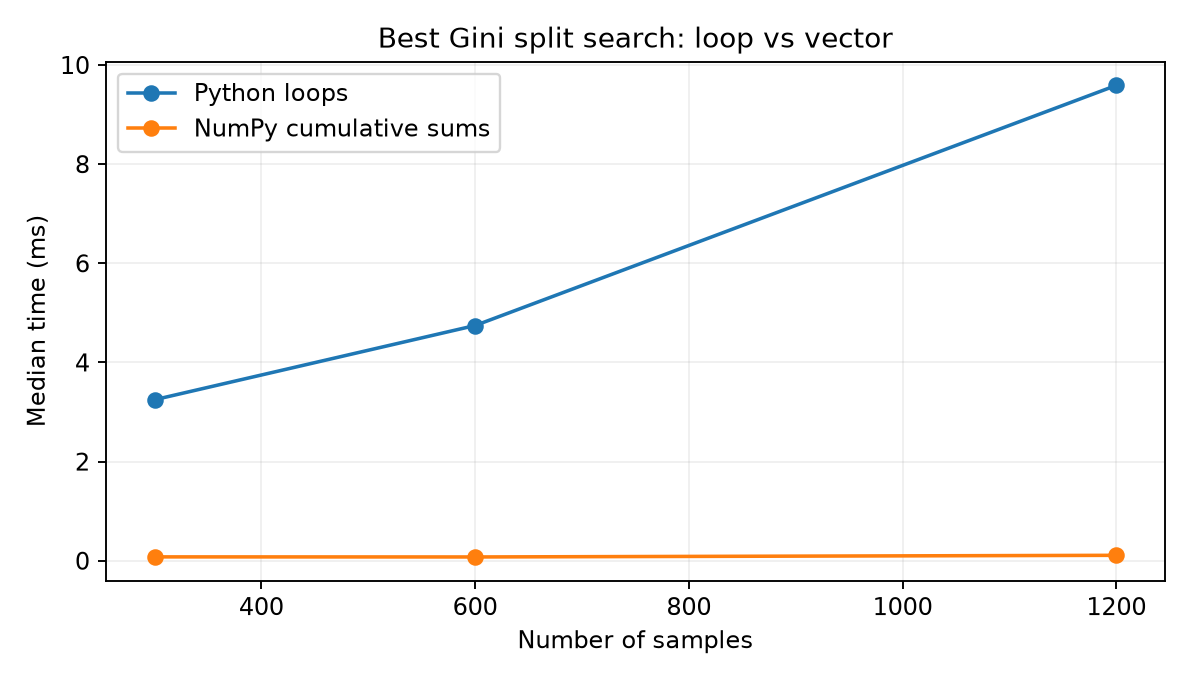 Best Gini split search: loop vs vector
Python loops
NumPy cumulative sums
Median time (ms)
10
8
6
4
2
0
400 600 800 1000 1200
Number of samples